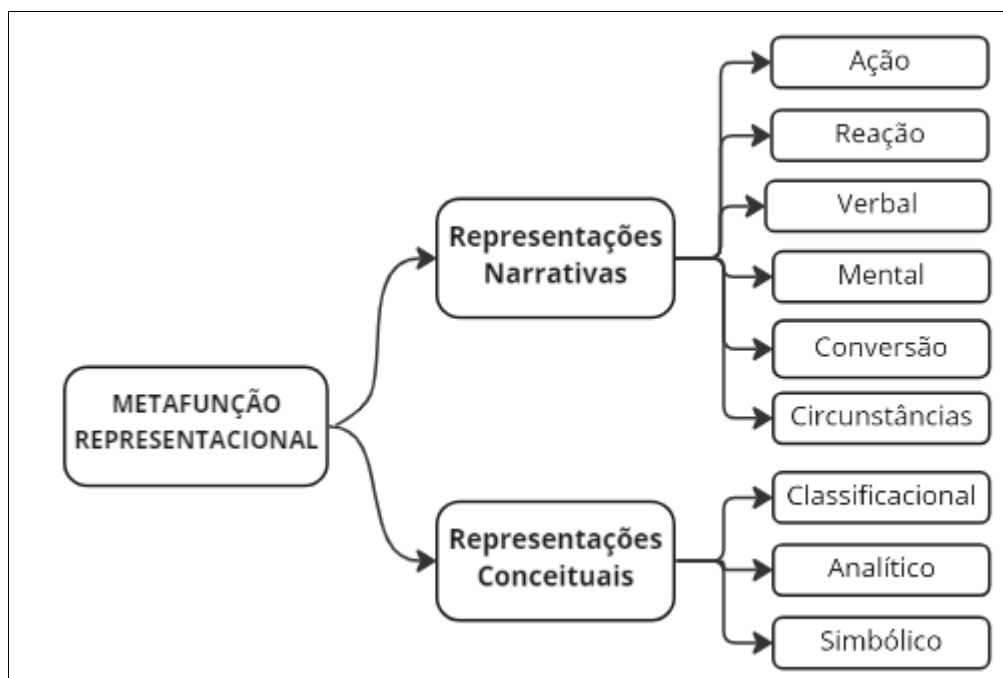 METAFUNÇÃO
REPRESENTACIONAL
Representações
Narrativas
Ação
Reação
Verbal
Mental
Conversão
Circunstâncias
Representações
Conceituais
Classificacional
Analítico
Simbólico